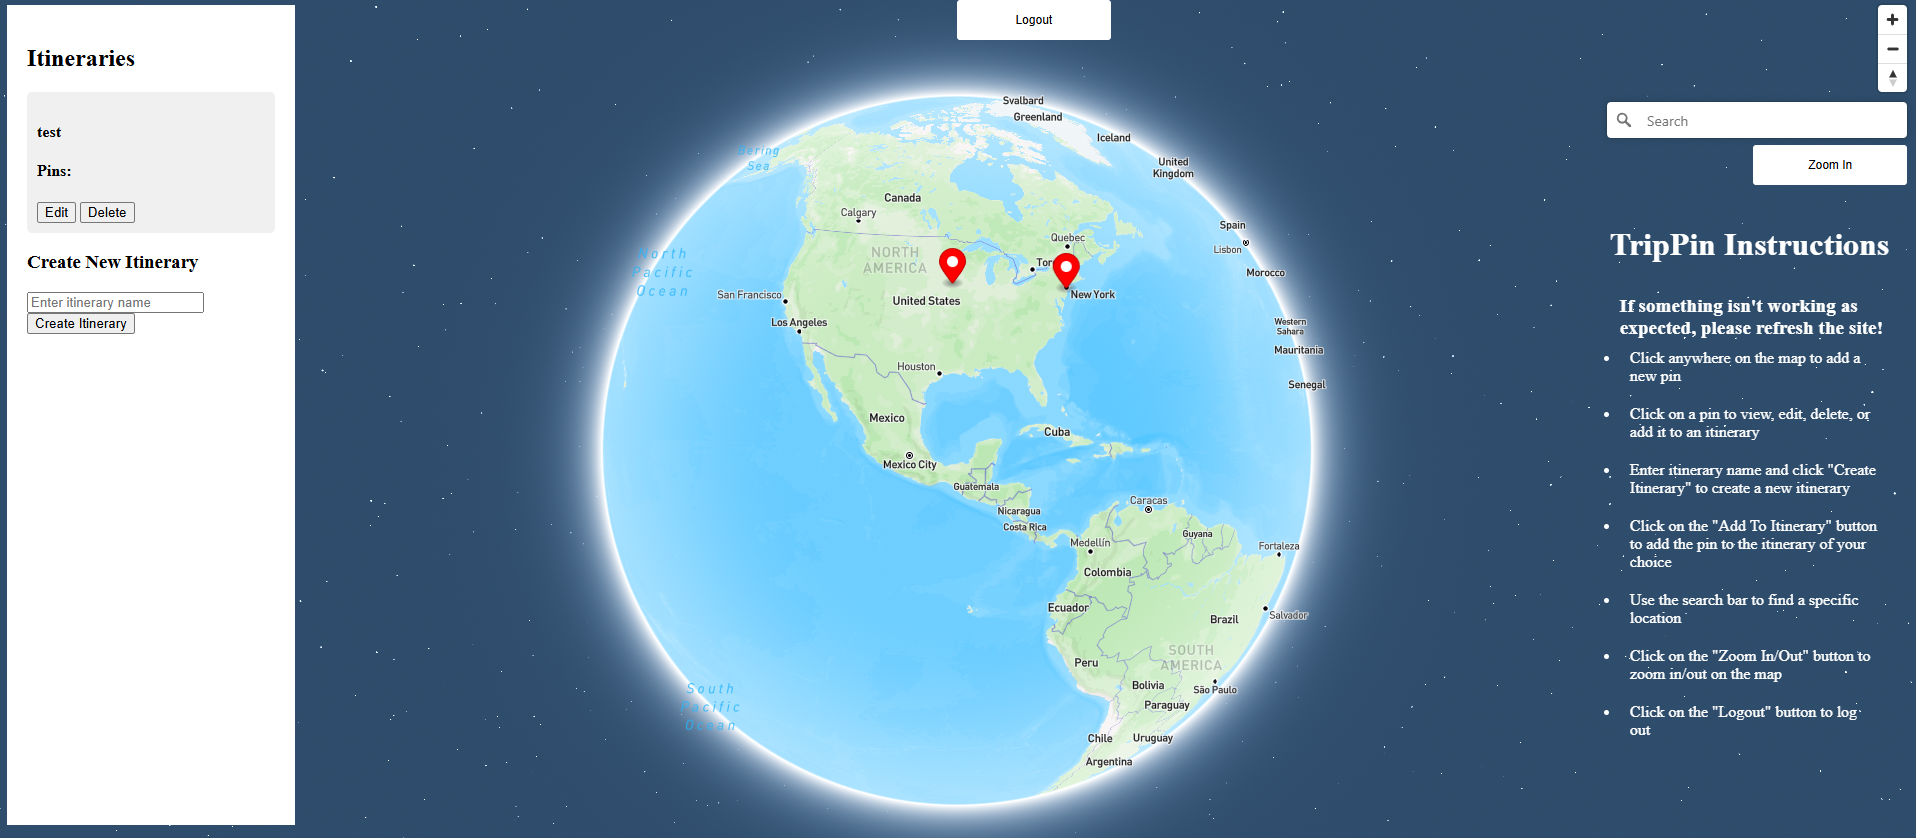 Itineraries
test
Pins:
Edit Delete
Create New Itinerary
Enter itinerary name
Create Itinerary
Logout
Svalbard
Greenland
Iceland
United
Kingdom
Bering
Sea
Canada
Calgary
Spain
Lisbon
Quebec
North
Pacific
Ocean
NORTH
AMERICA
Morocco
San Francisco
United States
New York
Los Angeles
Western
Sahara
Mauritania
Houston
Senegal
Mexico
Cuba
Mexico City
Guatemala
Caracas
Nicaragua
Costa Rica
Guyana
Medellín
Fortaleza
Colombia
Ecuador
Salvador
Brazil
SOUTH
AMERICA
Peru
Bolivia
São Paulo
South
Pacific
Ocean
Paraguay
Chile
Uruguay
Argentina
Search
Zoom In
TripPin Instructions
If something isn't working as
expected, please refresh the site!
Click anywhere on the map to add a
new pin
Click on a pin to view, edit, delete, or
add it to an itinerary
Enter itinerary name and click "Create
Itinerary" to create a new itinerary
Click on the "Add To Itinerary" button
to add the pin to the itinerary of your
choice
Use the search bar to find a specific
location
Click on the "Zoom In/Out" button to
zoom in/out on the map
Click on the "Logout" button to log
out